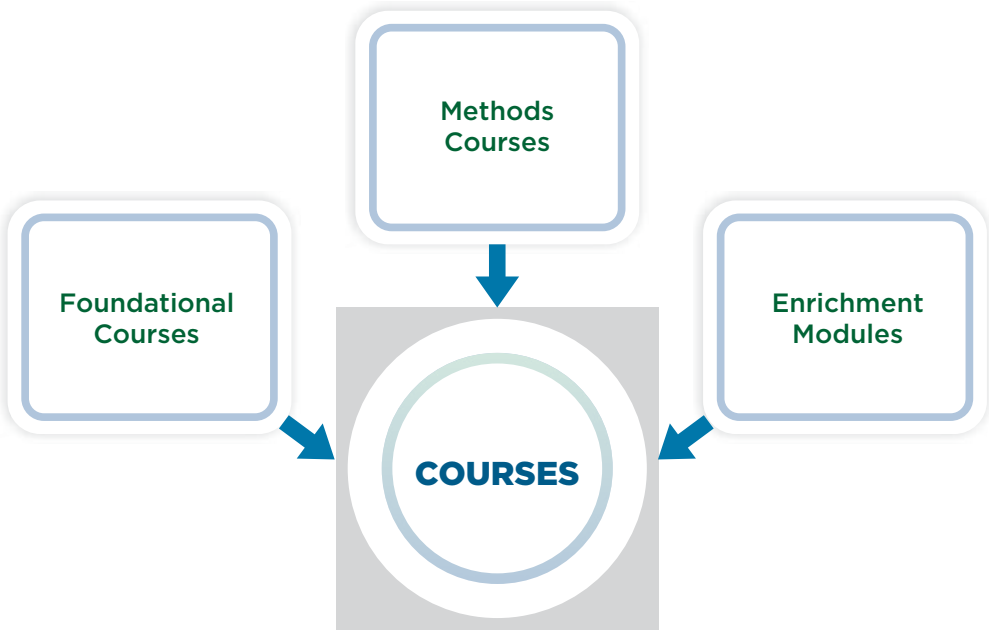 Methods
Courses
Foundational
Courses
Enrichment
Modules
COURSES